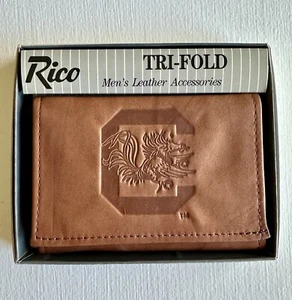 Rico
TRI-FOLD
Men's Leather Accessories
C
TM